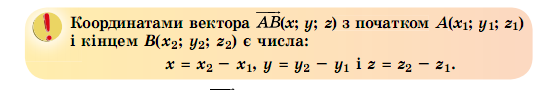 Координатами вектора AB(x; y; z) з початком A(x₁; y₁; z₁)
і кінцем B(x₂; y₂; z₂) є числа:
x = x₂ − x₁, y = y₂ − y₁ і z = z₂ − z₁.